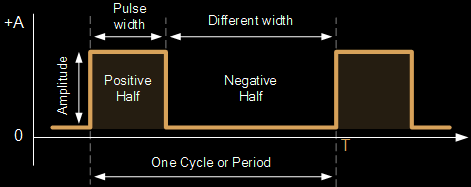 Pulse
width
Different width
+A
Amplitude
Positive
Half
Negative
Half
0
T
One Cycle or Period